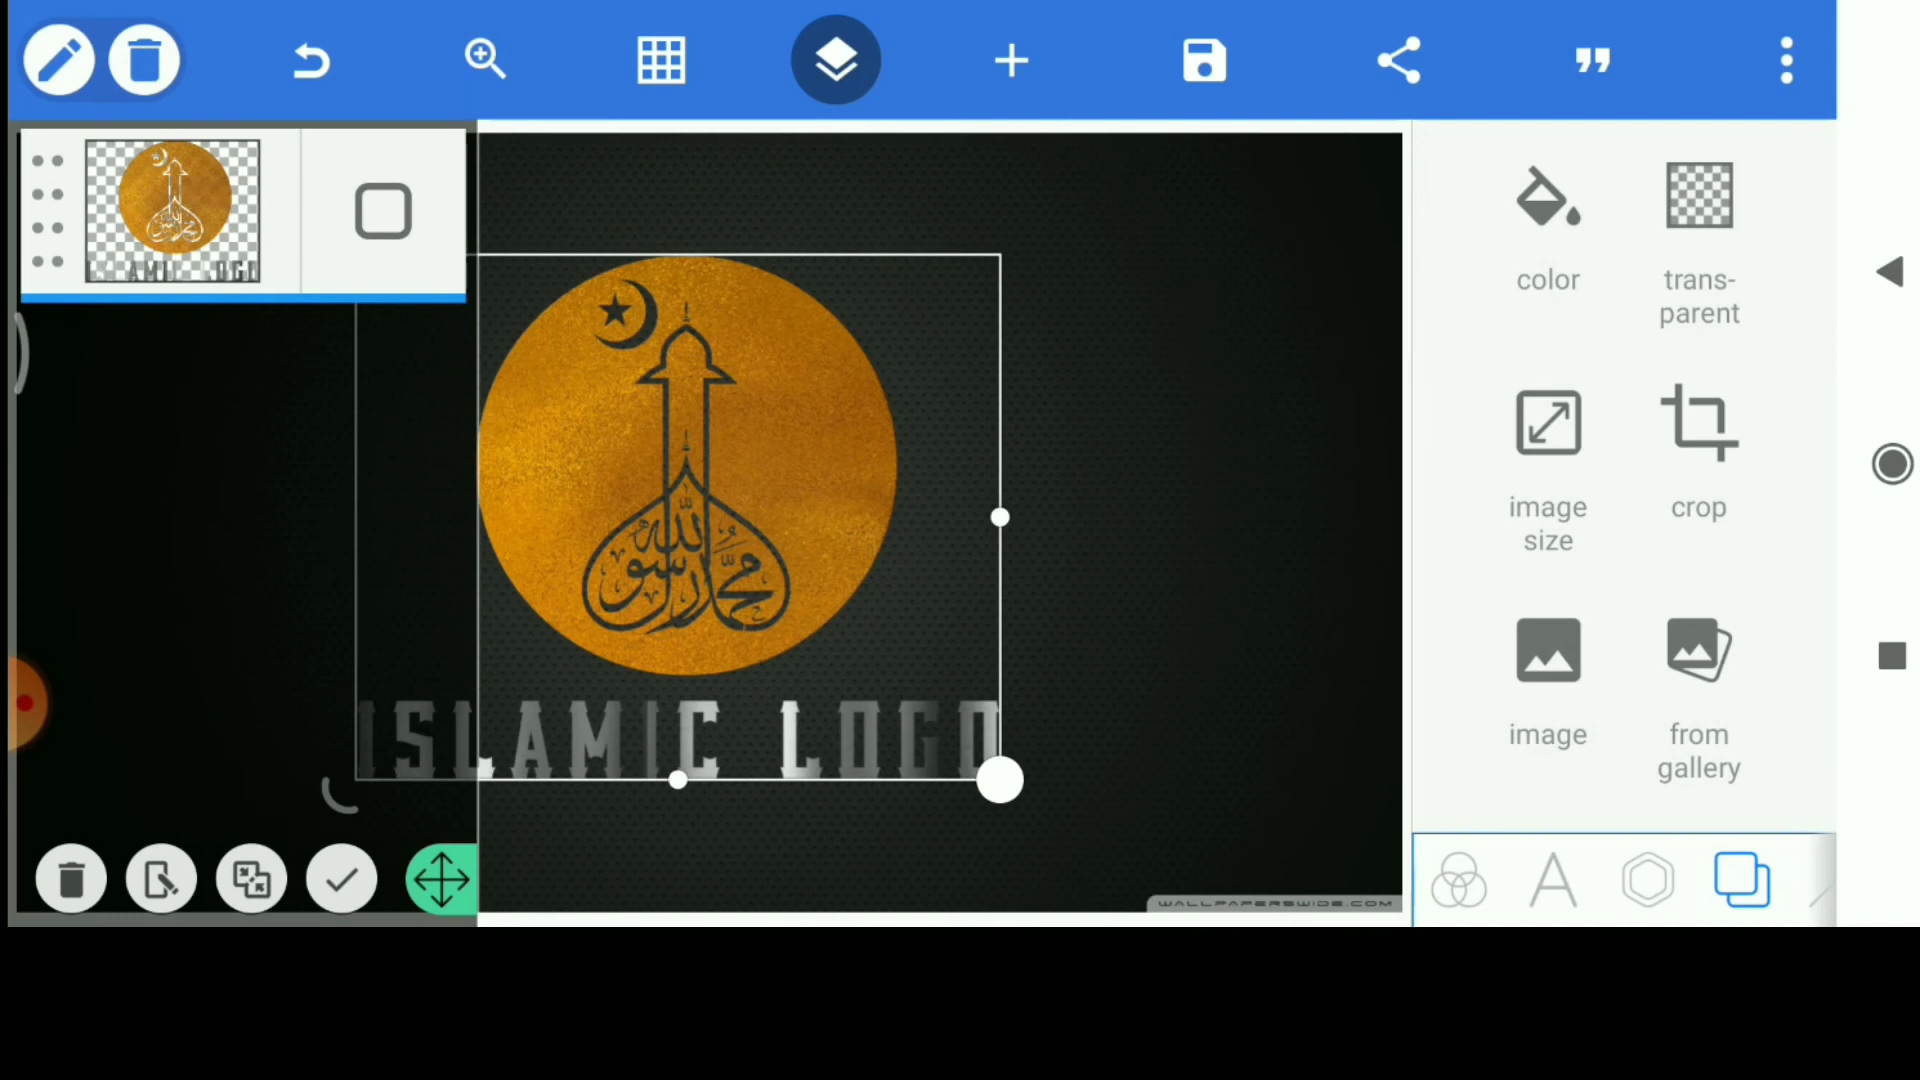 color
trans-
parent
image
size
crop
image
from
gallery
محمد رسول الله
ISLAMIC LOGO
WALLPAPERSWIDE.COM